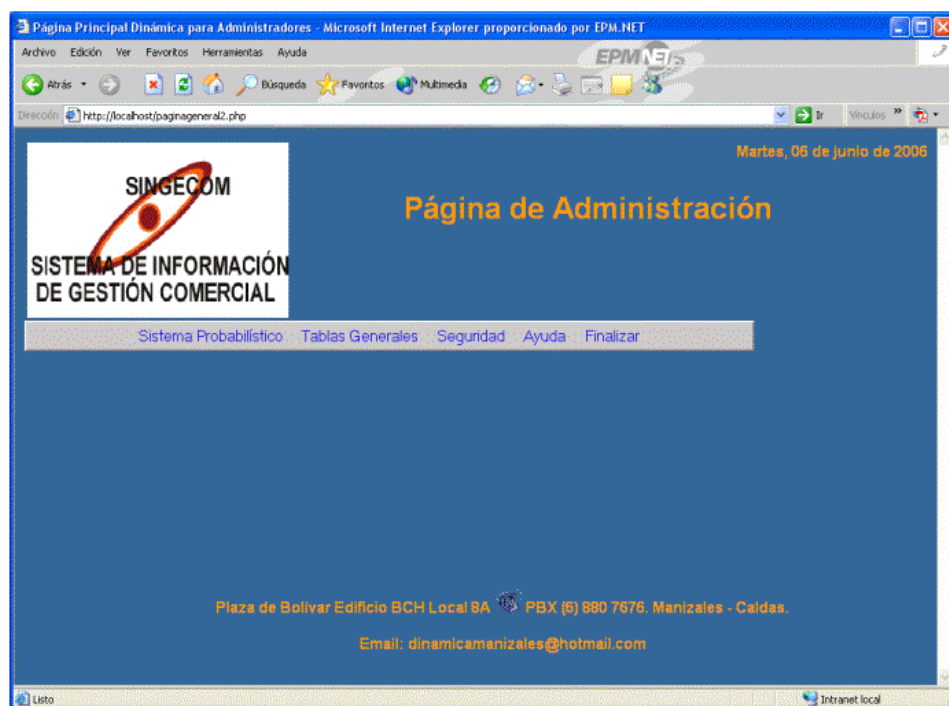 Página Principal Dinámica para Administradores - Microsoft Internet Explorer proporcionado por EPM.NET
Archivo Edición Ver Favoritos Herramientas Ayuda
EPMNET
Atrás Búsqueda Favoritos Multimedia
Dirección http://localhost/paginageneral2.php Ir Vínculos »
Martes, 06 de junio de 2006
SINGECOM
SISTEMA DE INFORMACIÓN
DE GESTIÓN COMERCIAL
Página de Administración
Sistema Probabilístico Tablas Generales Seguridad Ayuda Finalizar
Plaza de Bolivar Edificio BCH Local 8A PBX (6) 880 7676. Manizales - Caldas.
Email: dinamicamanizales@hotmail.com
Listo Intranet local